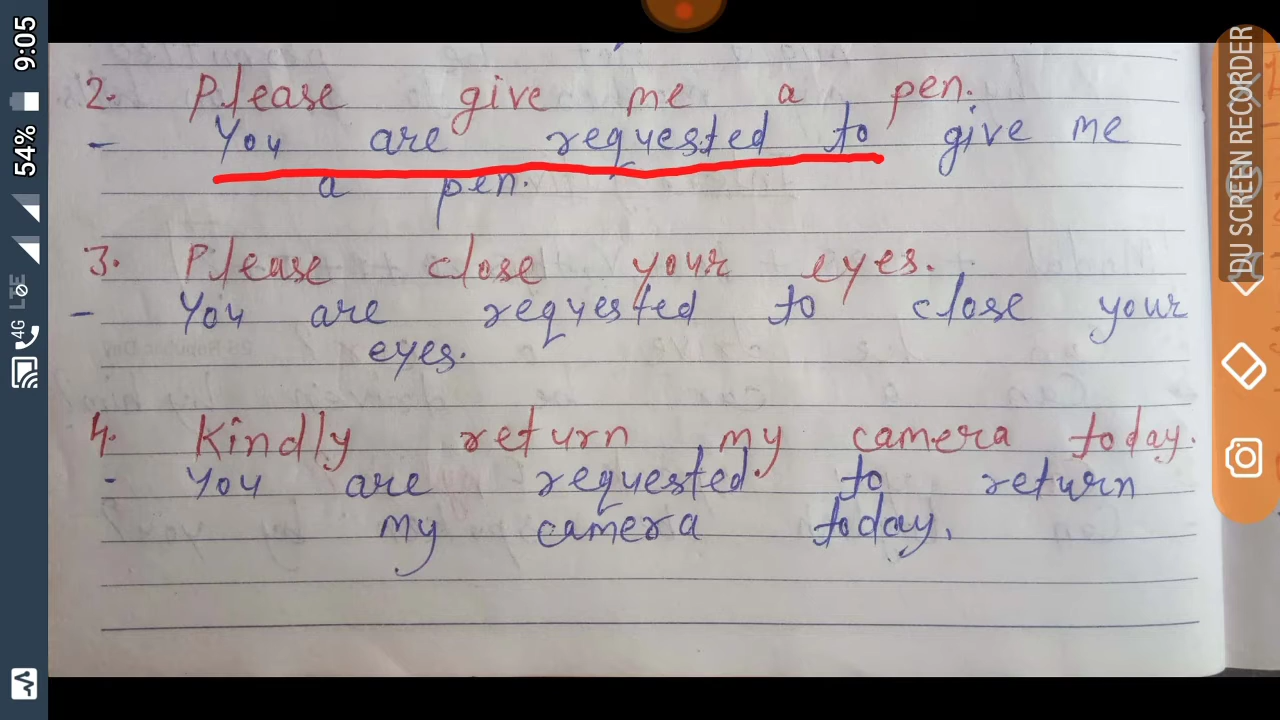 9:05
54%
4G LTE
DU SCREEN RECORDER
2. Please give me a pen.
- You are requested to give me
a pen.
3. Please close your eyes.
- You are requested to close your
eyes.
4. Kindly return my camera today.
- You are requested to return
my camera today.